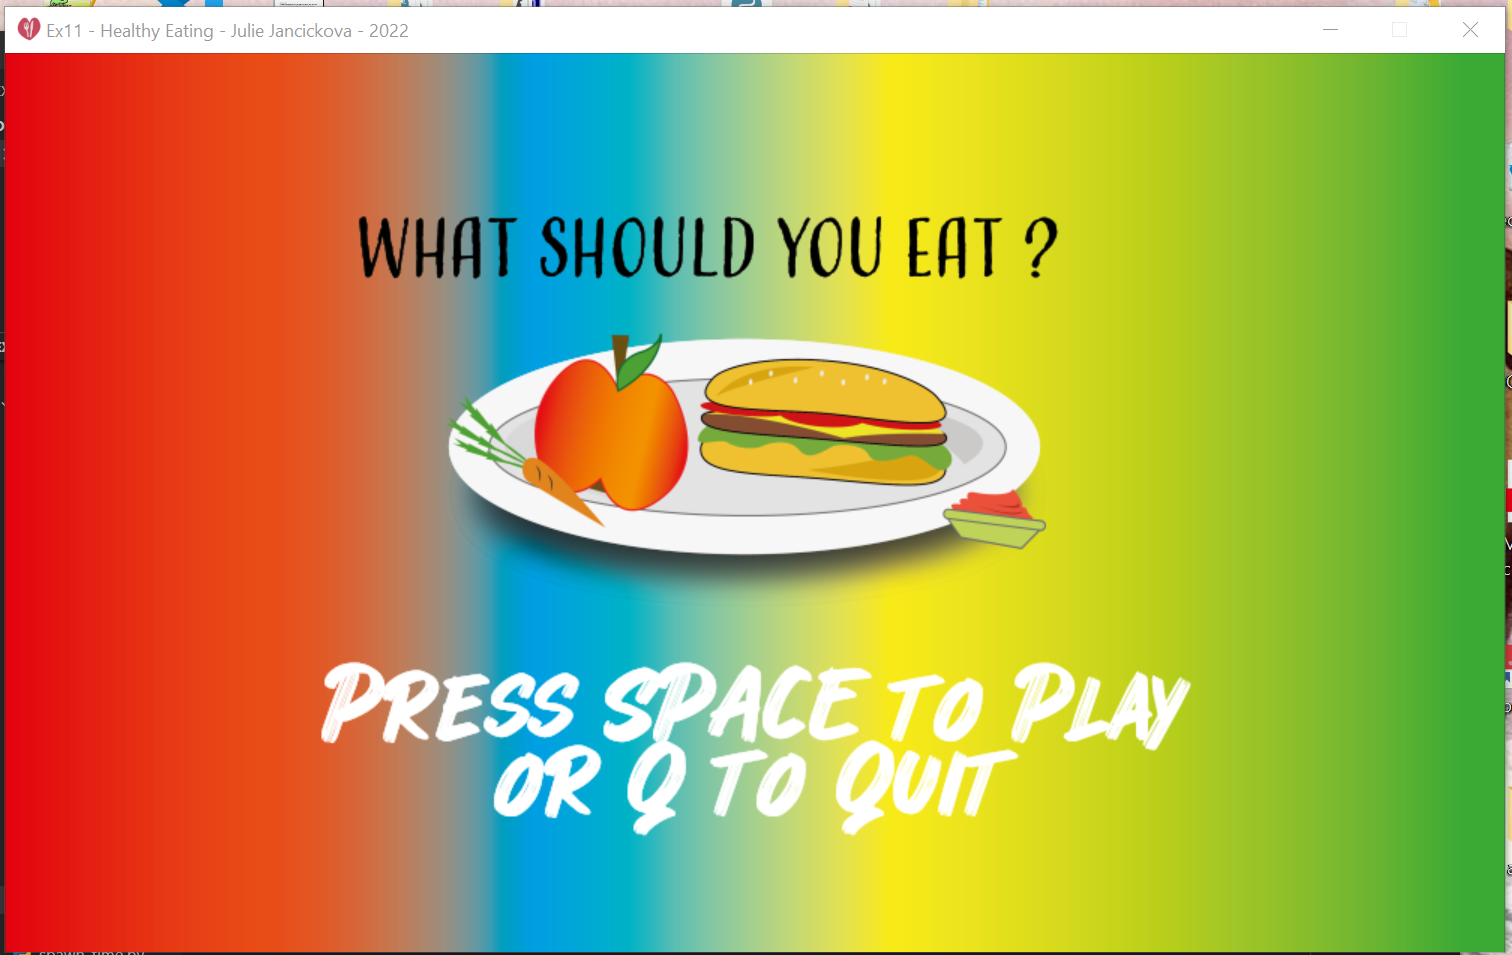 Ex11 - Healthy Eating - Julie Jancickova - 2022
WHAT SHOULD YOU EAT ?
PRESS SPACE TO PLAY
OR Q TO QUIT